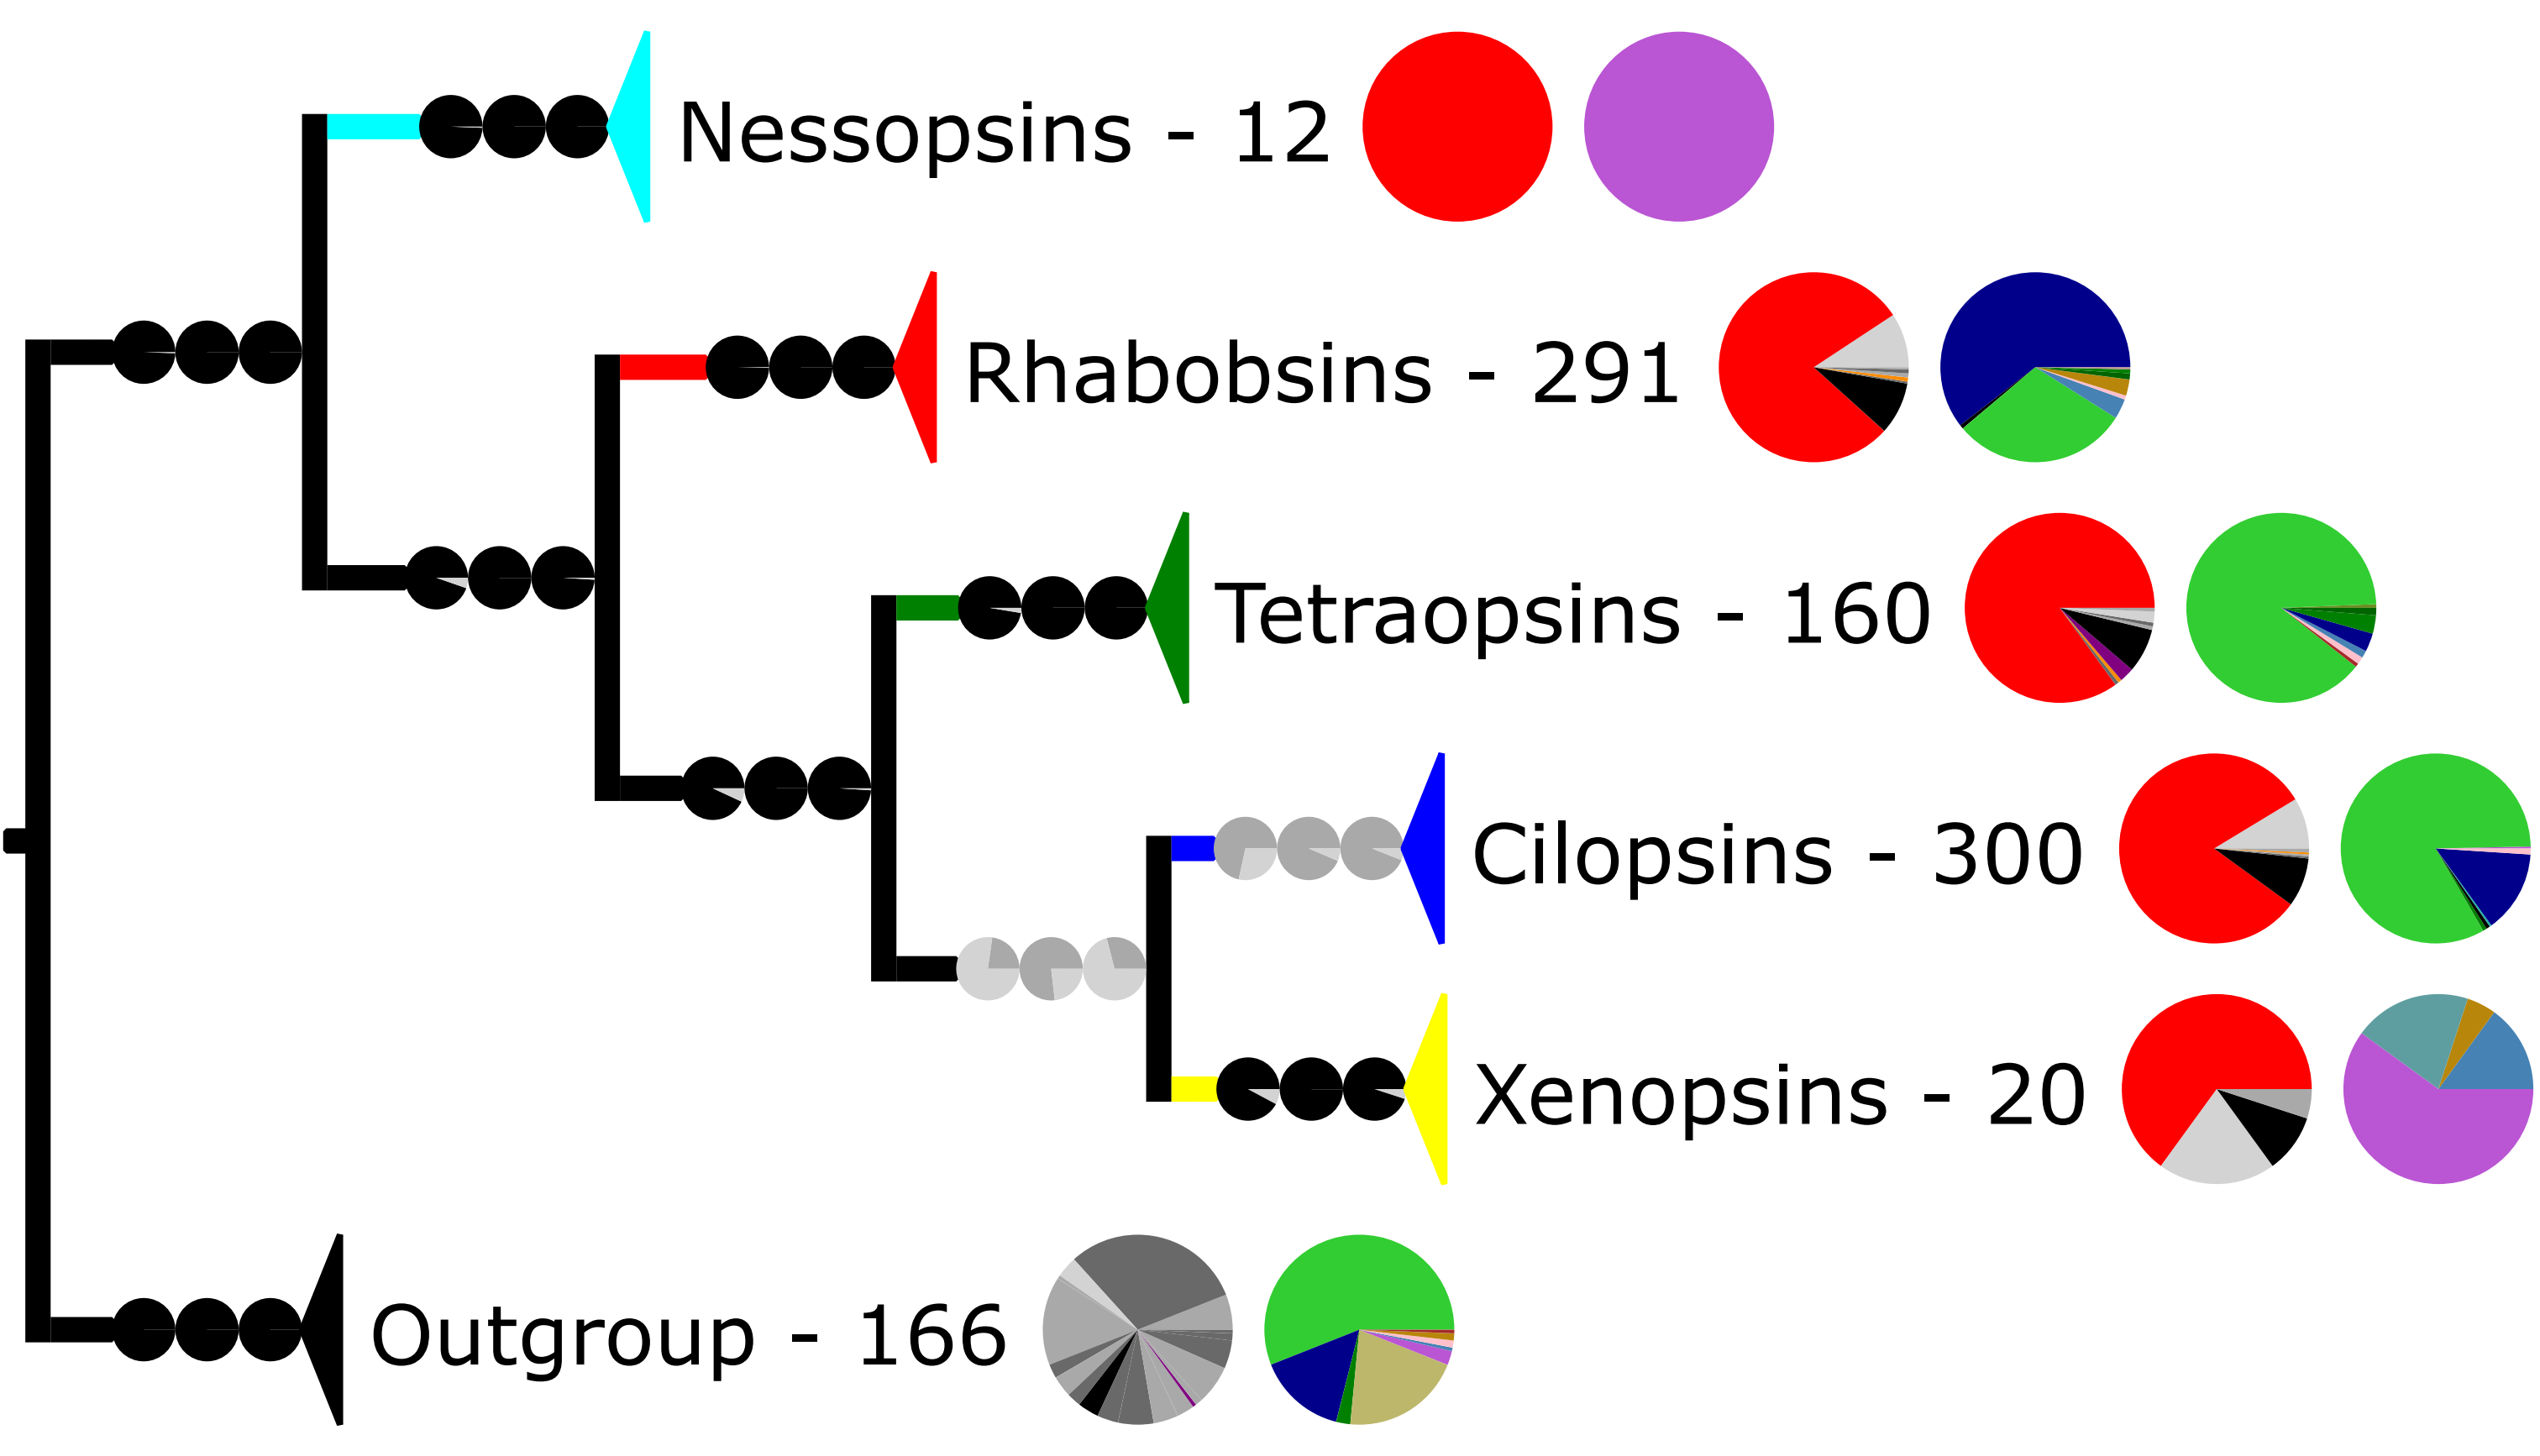 Nessopsins - 12
Rhabobsins - 291
Tetraopsins - 160
Cilopsins - 300
Xenopsins - 20
Outgroup - 166